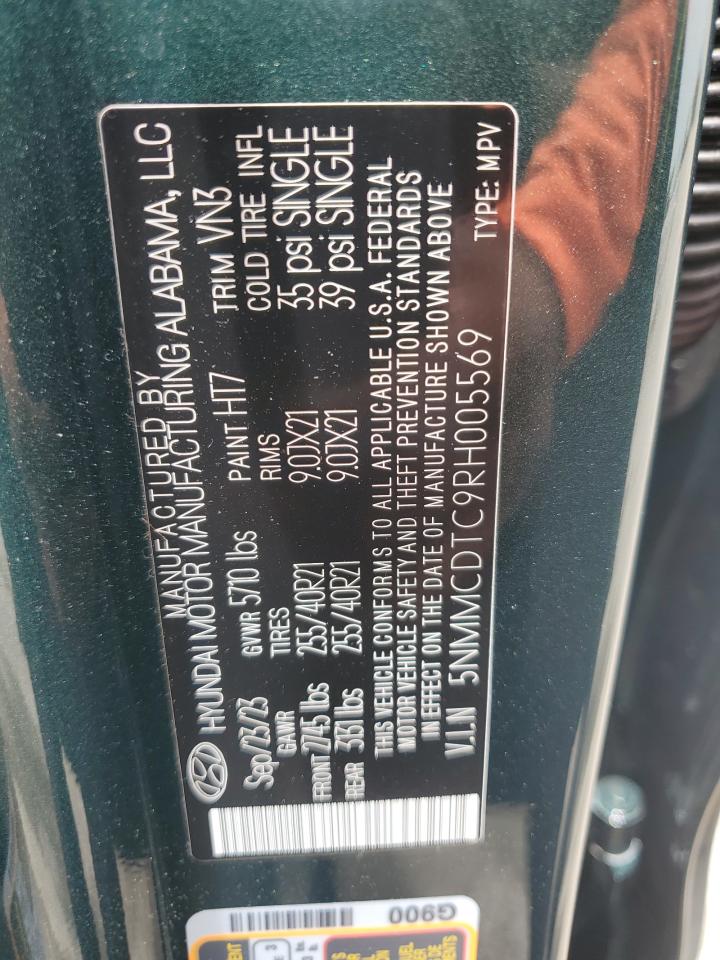 MANUFACTURED BY
HYUNDAI MOTOR MANUFACTURING ALABAMA, LLC
Sep/23/23 GVWR 5710 lbs PAINT HT7 TRIM VN3
GAWR TIRES RIMS COLD TIRE INFL
FRONT 2745 lbs 255/40R21 9.0JX21 35 psi SINGLE
REAR 3131 lbs 255/40R21 9.0JX21 39 psi SINGLE
THIS VEHICLE CONFORMS TO ALL APPLICABLE U.S.A. FEDERAL
MOTOR VEHICLE SAFETY AND THEFT PREVENTION STANDARDS
IN EFFECT ON THE DATE OF MANUFACTURE SHOWN ABOVE
V.I.N 5NMMCDTC9RH005569 TYPE: MPV
G900